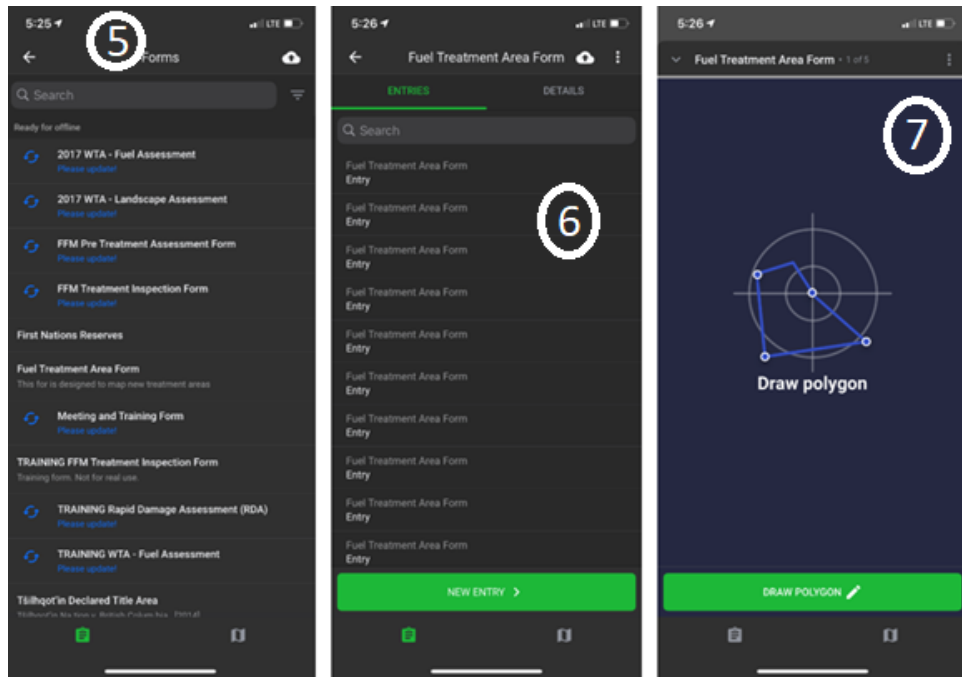 5:25
LTE
5
Forms
Search
Ready for offline
2017 WTA - Fuel Assessment
Please update!
2017 WTA - Landscape Assessment
Please update!
FFM Pre Treatment Assessment Form
Please update!
FFM Treatment Inspection Form
Please update!
First Nations Reserves
Fuel Treatment Area Form
This for is designed to map new treatment areas
Meeting and Training Form
Please update!
TRAINING FFM Treatment Inspection Form
Training form. Not for real use.
TRAINING Rapid Damage Assessment (RDA)
Please update!
TRAINING WTA - Fuel Assessment
Please update!
Tŝilhqot'in Declared Title Area
Tŝilhqot'in Nation v. British Columbia, [2014]
5:26
LTE
Fuel Treatment Area Form
ENTRIES
DETAILS
Search
Fuel Treatment Area Form
Entry
Fuel Treatment Area Form
Entry
6
Fuel Treatment Area Form
Entry
Fuel Treatment Area Form
Entry
Fuel Treatment Area Form
Entry
Fuel Treatment Area Form
Entry
Fuel Treatment Area Form
Entry
Fuel Treatment Area Form
Entry
Fuel Treatment Area Form
Entry
Fuel Treatment Area Form
Entry
NEW ENTRY
5:26
LTE
Fuel Treatment Area Form • 1 of 5
7
Draw polygon
DRAW POLYGON